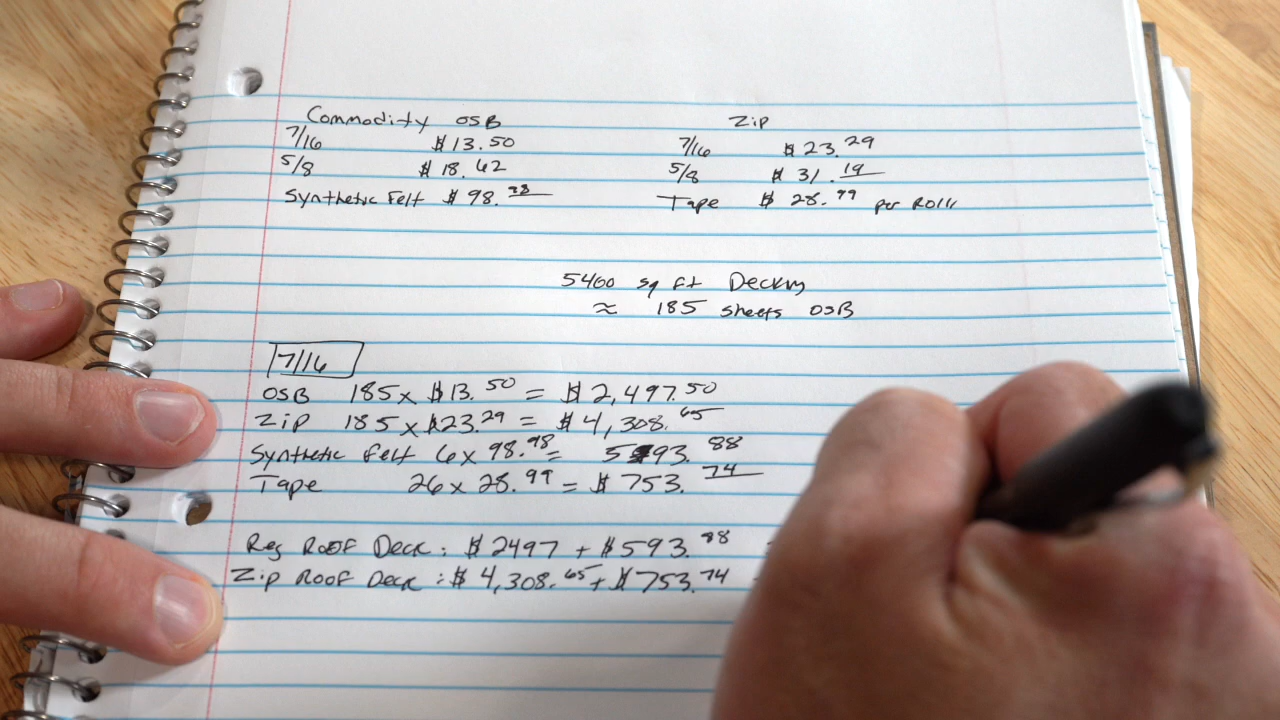 Commodity OSB
7/16 $13.50
5/8 $18.62
Synthetic Felt $98.98
Zip
7/16 $23.29
5/8 $31.19
Tape $28.99 per Roll
5400 sq ft Decking
≈ 185 sheets OSB
7/16
OSB 185 x $13.50 = $2,497.50
Zip 185 x $23.29 = $4,308.65
Synthetic Felt 6 x 98.98 = 593.88
Tape 26 x 28.99 = $753.74
Reg Roof Deck: $2497 + $593.88 =
Zip Roof Deck: $4,308.65 + $753.74